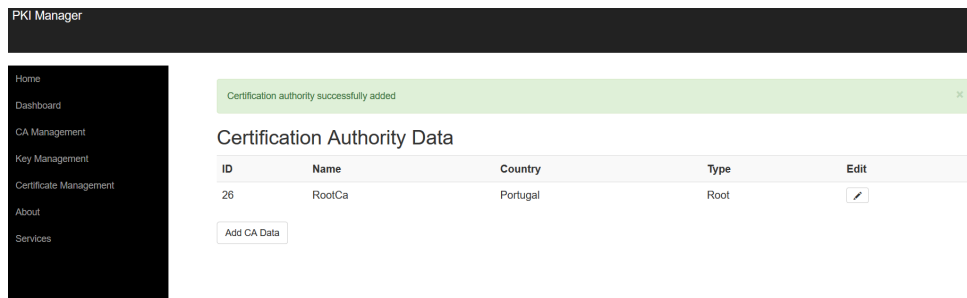 PKI Manager
Home
Dashboard
CA Management
Key Management
Certificate Management
About
Services
Certification authority successfully added
×
Certification Authority Data
ID Name Country Type Edit
26 RootCa Portugal Root
Add CA Data